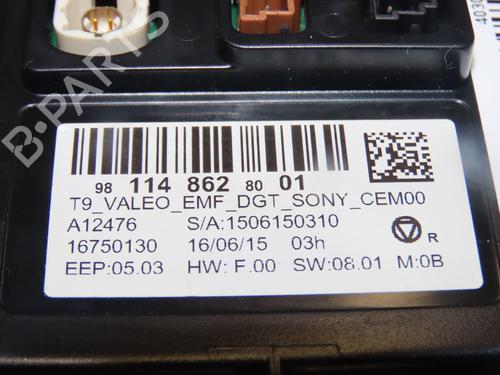 98 114 862 80 01
T9_VALEO_EMF_DGT_SONY_CEM00
A12476 S/A:1506150310
16750130 16/06/15 03h
R
EEP:05.03 HW: F.00 SW:08.01 M:0B
B-PARTS